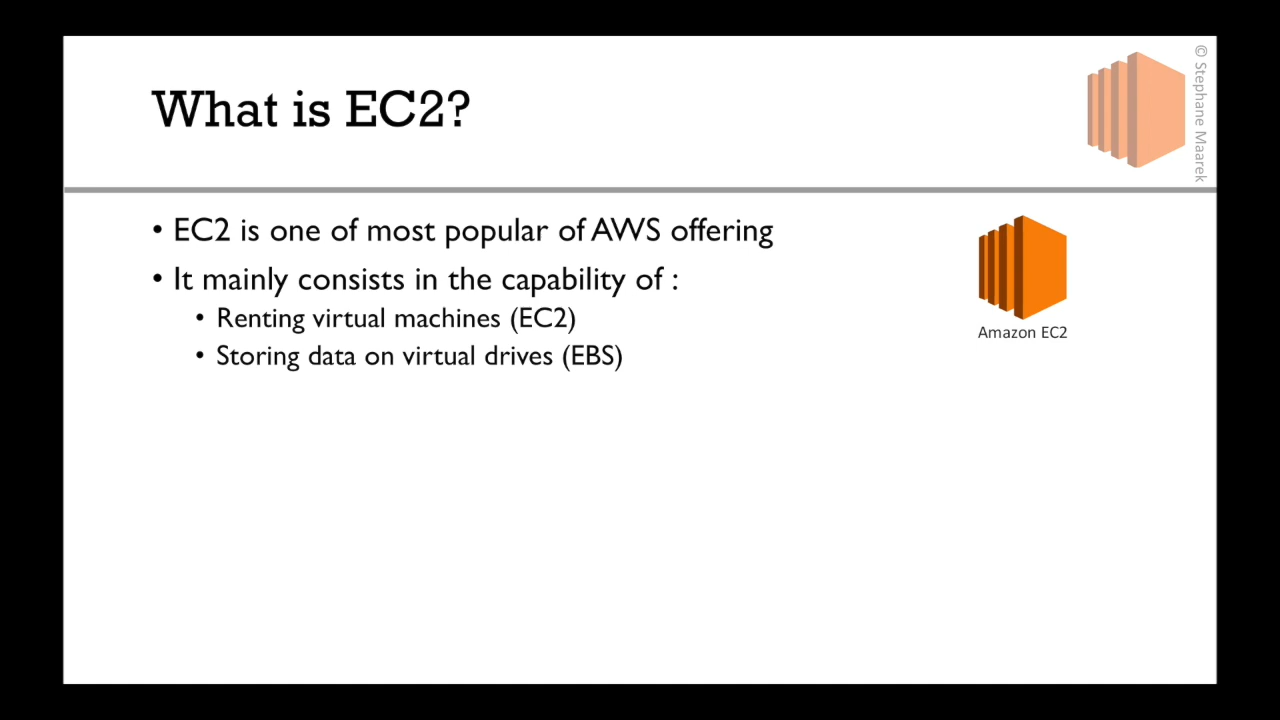 What is EC2?
© Stephane Maarek
• EC2 is one of most popular of AWS offering
• It mainly consists in the capability of :
• Renting virtual machines (EC2)
• Storing data on virtual drives (EBS)
Amazon EC2